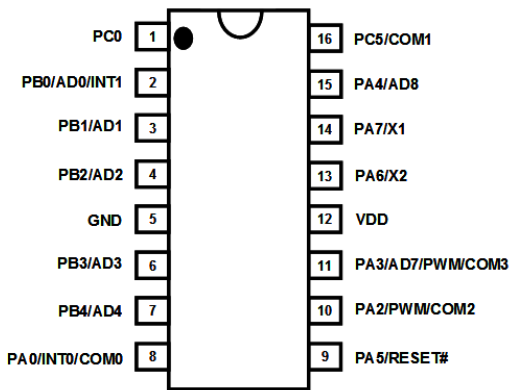 PC0 1 16 PC5/COM1
PB0/AD0/INT1 2 15 PA4/AD8
PB1/AD1 3 14 PA7/X1
PB2/AD2 4 13 PA6/X2
GND 5 12 VDD
PB3/AD3 6 11 PA3/AD7/PWM/COM3
PB4/AD4 7 10 PA2/PWM/COM2
PA0/INT0/COM0 8 9 PA5/RESET#